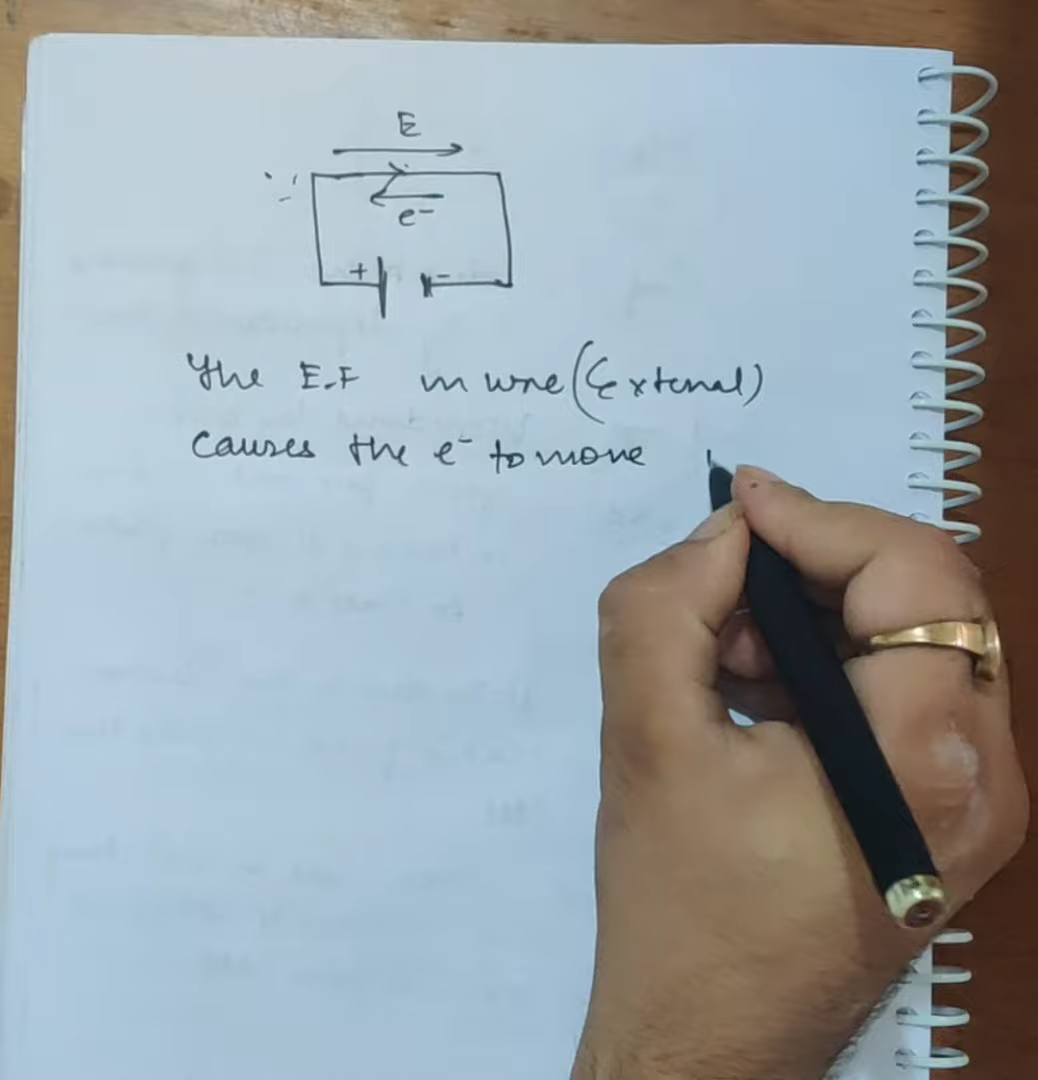 E
e⁻
+ -
The E.F in wire (External)
causes the e⁻ to move